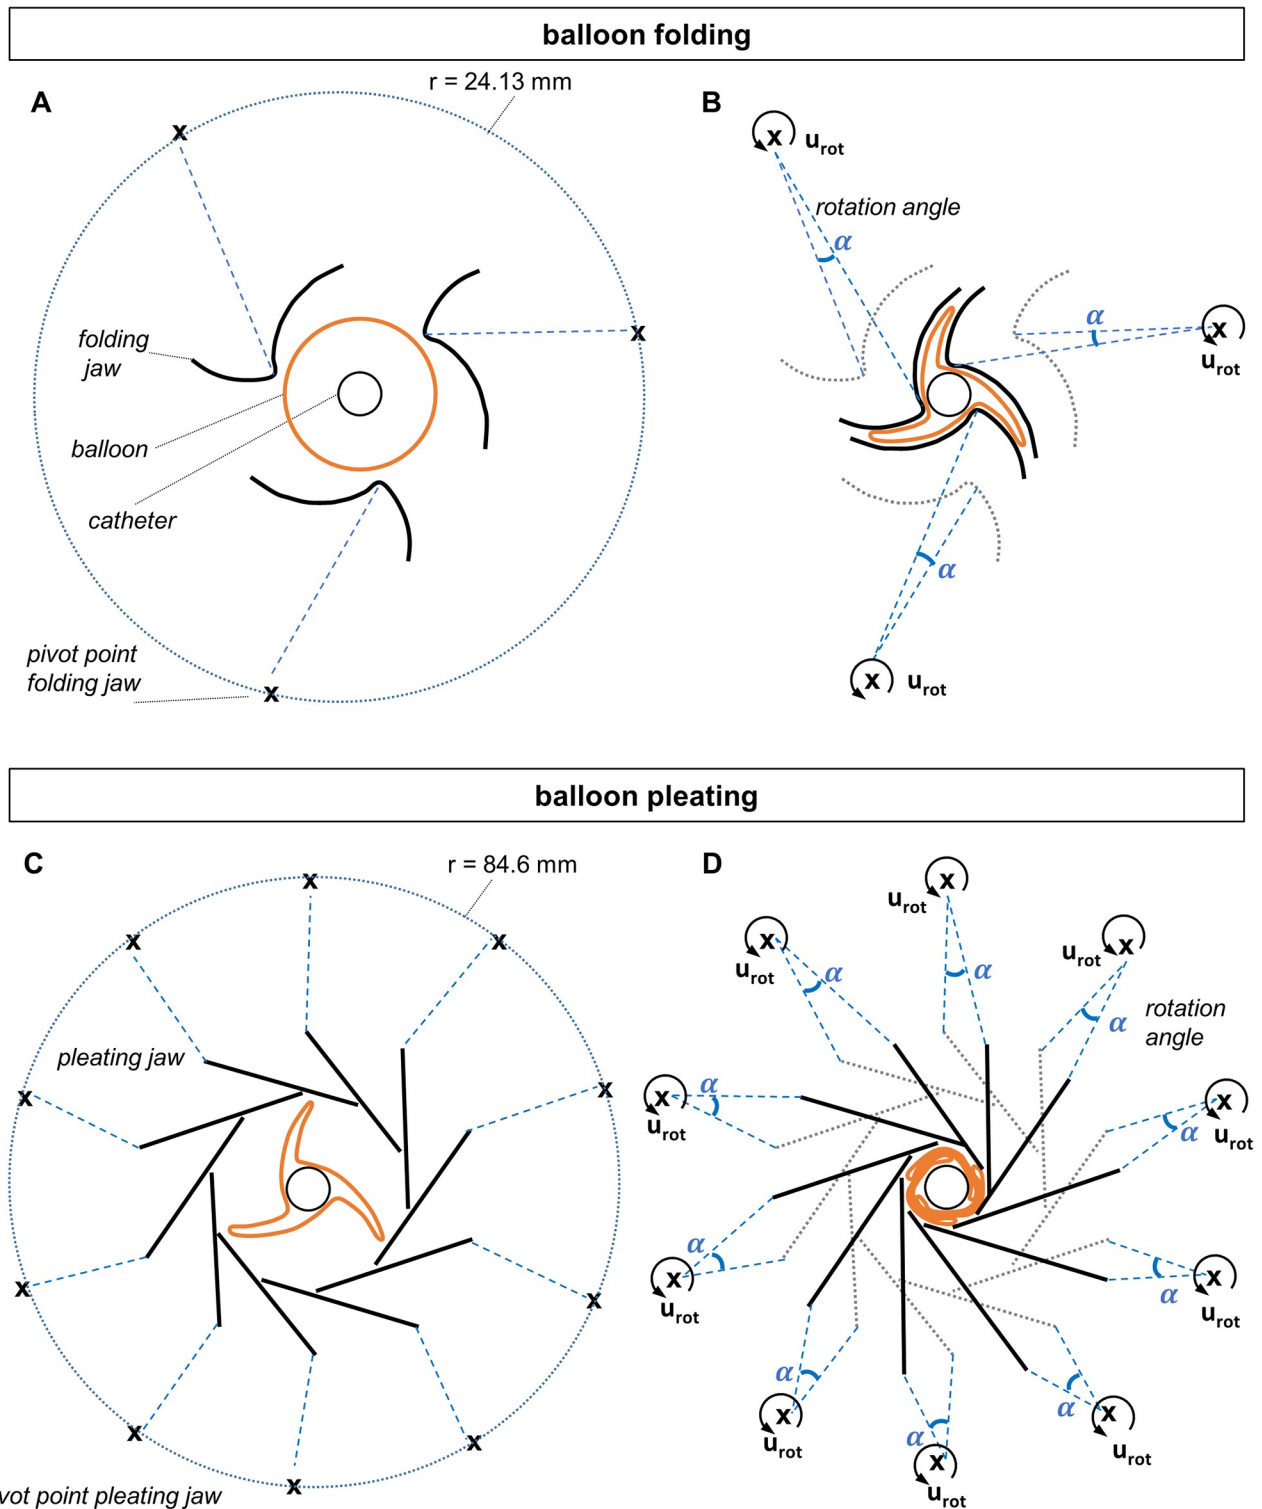 balloon folding
A
r = 24.13 mm
x
x
folding
jaw
balloon
catheter
pivot point
folding jaw
x
B
x
u_rot
rotation angle
α
α
x
u_rot
α
x
u_rot
balloon pleating
C
r = 84.6 mm
x
x
x
pleating jaw
x
x
x
x
x
x
x
vot point pleating jaw
D
x
u_rot
x
u_rot
α
α
x
u_rot
α
rotation
angle
x
u_rot
α
x
u_rot
α
x
u_rot
α
x
u_rot
α
x
u_rot
α
x
u_rot
α
x
u_rot
α